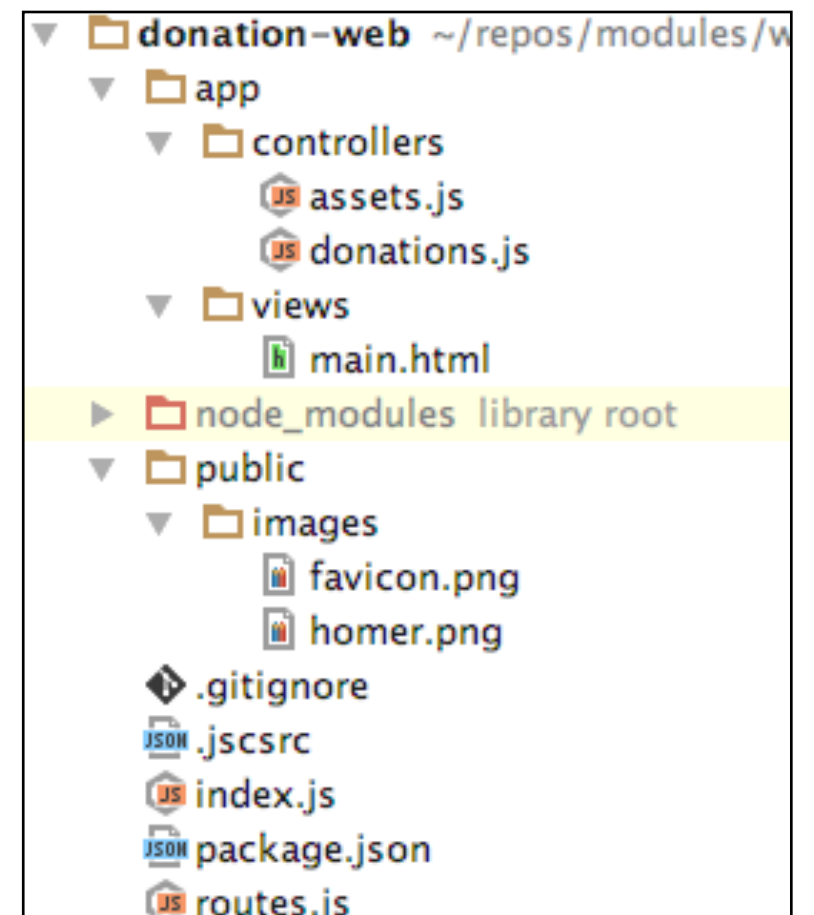 donation-web ~/repos/modules/w
app
controllers
JS assets.js
JS donations.js
views
h main.html
node_modules library root
public
images
favicon.png
homer.png
.gitignore
JSON .jscsrc
JS index.js
JSON package.json
JS routes.js